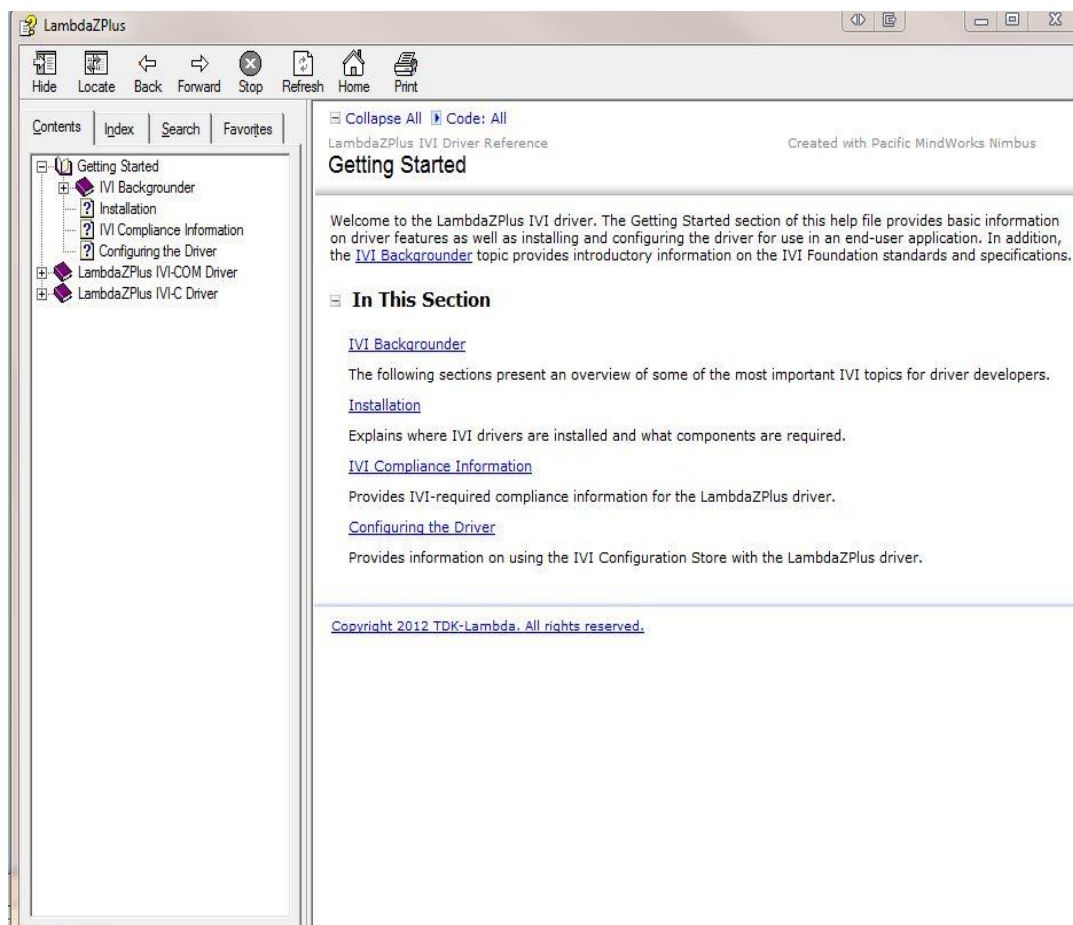 LambdaZPlus
Hide Locate Back Forward Stop Refresh Home Print
Contents Index Search Favorites
Getting Started
IVI Backgrounder
Installation
IVI Compliance Information
Configuring the Driver
LambdaZPlus IVI-COM Driver
LambdaZPlus IVI-C Driver
Collapse All Code: All
LambdaZPlus IVI Driver Reference Created with Pacific MindWorks Nimbus
Getting Started
Welcome to the LambdaZPlus IVI driver. The Getting Started section of this help file provides basic information
on driver features as well as installing and configuring the driver for use in an end-user application. In addition,
the IVI Backgrounder topic provides introductory information on the IVI Foundation standards and specifications.
In This Section
IVI Backgrounder
The following sections present an overview of some of the most important IVI topics for driver developers.
Installation
Explains where IVI drivers are installed and what components are required.
IVI Compliance Information
Provides IVI-required compliance information for the LambdaZPlus driver.
Configuring the Driver
Provides information on using the IVI Configuration Store with the LambdaZPlus driver.
Copyright 2012 TDK-Lambda. All rights reserved.